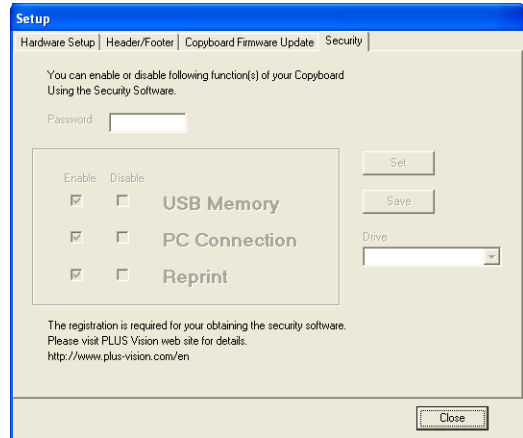 Setup
Hardware Setup Header/Footer Copyboard Firmware Update Security
You can enable or disable following function(s) of your Copyboard
Using the Security Software.
Password
Set
Enable Disable
USB Memory
Save
PC Connection
Drive
Reprint
The registration is required for your obtaining the security software.
Please visit PLUS Vision web site for details.
http://www.plus-vision.com/en
Close